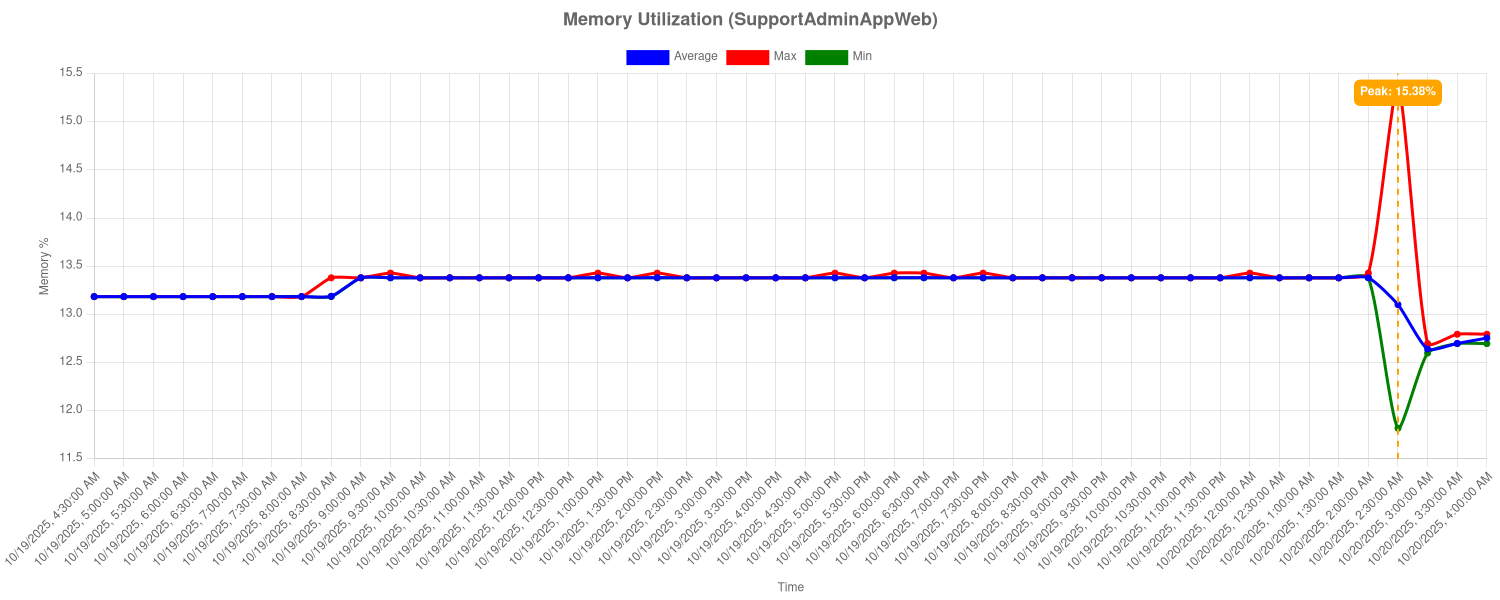 Memory Utilization (SupportAdminAppWeb)
Average Max Min
Peak: 15.38%
15.5
15.0
14.5
14.0
13.5
13.0
12.5
12.0
11.5
Memory %
10/19/2025, 4:30:00 AM
10/19/2025, 5:00:00 AM
10/19/2025, 5:30:00 AM
10/19/2025, 6:00:00 AM
10/19/2025, 6:30:00 AM
10/19/2025, 7:00:00 AM
10/19/2025, 7:30:00 AM
10/19/2025, 8:00:00 AM
10/19/2025, 8:30:00 AM
10/19/2025, 9:00:00 AM
10/19/2025, 9:30:00 AM
10/19/2025, 10:00:00 AM
10/19/2025, 10:30:00 AM
10/19/2025, 11:00:00 AM
10/19/2025, 11:30:00 AM
10/19/2025, 12:00:00 PM
10/19/2025, 12:30:00 PM
10/19/2025, 1:00:00 PM
10/19/2025, 1:30:00 PM
10/19/2025, 2:00:00 PM
10/19/2025, 2:30:00 PM
10/19/2025, 3:00:00 PM
10/19/2025, 3:30:00 PM
10/19/2025, 4:00:00 PM
10/19/2025, 4:30:00 PM
10/19/2025, 5:00:00 PM
10/19/2025, 5:30:00 PM
10/19/2025, 6:00:00 PM
10/19/2025, 6:30:00 PM
10/19/2025, 7:00:00 PM
10/19/2025, 7:30:00 PM
10/19/2025, 8:00:00 PM
10/19/2025, 8:30:00 PM
10/19/2025, 9:00:00 PM
10/19/2025, 9:30:00 PM
10/19/2025, 10:00:00 PM
10/19/2025, 10:30:00 PM
10/19/2025, 11:00:00 PM
10/19/2025, 11:30:00 PM
10/20/2025, 12:00:00 AM
10/20/2025, 12:30:00 AM
10/20/2025, 1:00:00 AM
10/20/2025, 1:30:00 AM
10/20/2025, 2:00:00 AM
10/20/2025, 2:30:00 AM
10/20/2025, 3:00:00 AM
10/20/2025, 3:30:00 AM
10/20/2025, 4:00:00 AM
Time